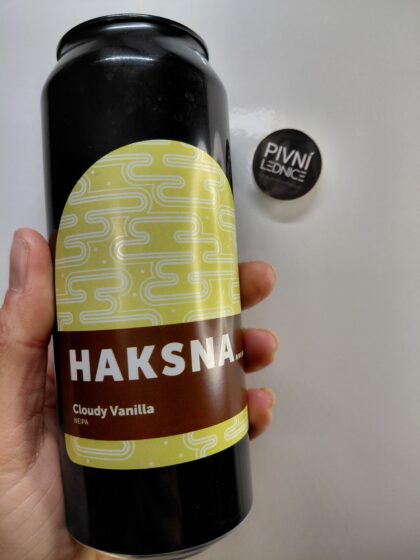 PIVNÍ
LEDNICE
HAKSNA
Cloudy Vanilla
NEIPA